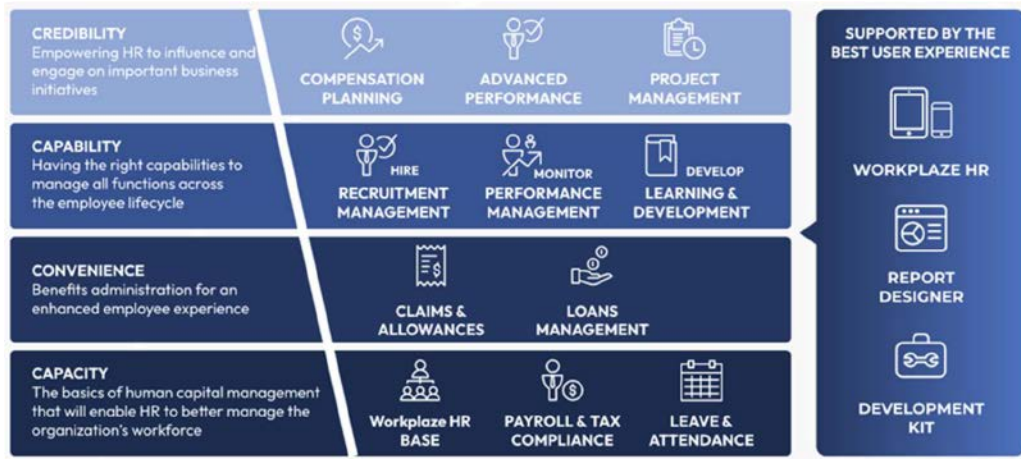 CREDIBILITY
Empowering HR to influence and
engage on important business
initiatives
COMPENSATION
PLANNING
ADVANCED
PERFORMANCE
PROJECT
MANAGEMENT
CAPABILITY
Having the right capabilities to
manage all functions across
the employee lifecycle
HIRE
RECRUITMENT
MANAGEMENT
MONITOR
PERFORMANCE
MANAGEMENT
DEVELOP
LEARNING &
DEVELOPMENT
CONVENIENCE
Benefits administration for an
enhanced employee experience
CLAIMS &
ALLOWANCES
LOANS
MANAGEMENT
CAPACITY
The basics of human capital management
that will enable HR to better manage the
organization's workforce
Workplaze HR
BASE
PAYROLL & TAX
COMPLIANCE
LEAVE &
ATTENDANCE
SUPPORTED BY THE
BEST USER EXPERIENCE
WORKPLAZE HR
REPORT
DESIGNER
DEVELOPMENT
KIT